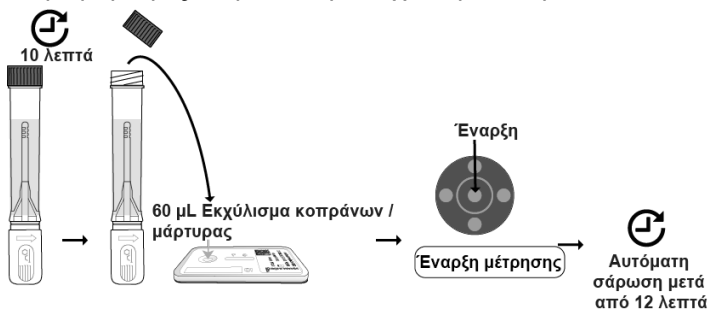 10 λεπτά
60 μL Εκχύλισμα κοπράνων /
μάρτυρας
Έναρξη
Έναρξη μέτρησης
Αυτόματη
σάρωση μετά
από 12 λεπτά